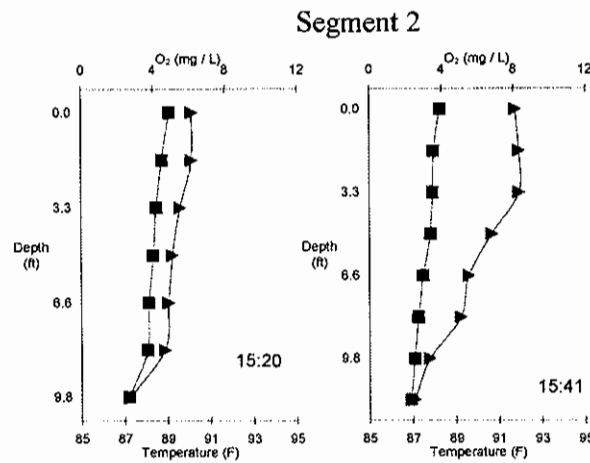 Segment 2
O₂ (mg / L)
0 4 8 12
0.0
3.3
Depth
(ft)
6.6
9.8
15:20
85 87 89 91 93 95
Temperature (F)
O₂ (mg / L)
0 4 8 12
0.0
3.3
Depth
(ft)
6.6
9.8
15:41
85 87 89 91 93 95
Temperature (F)